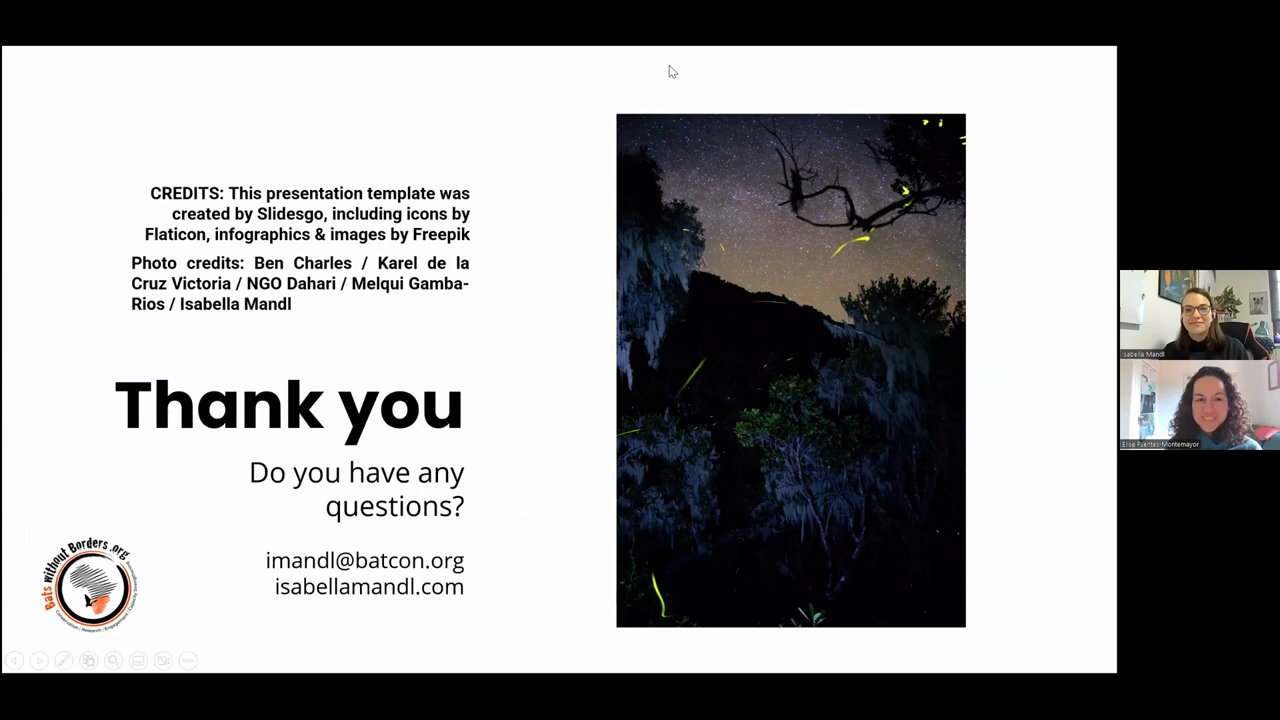 CREDITS: This presentation template was
created by Slidesgo, including icons by
Flaticon, infographics & images by Freepik
Photo credits: Ben Charles / Karel de la
Cruz Victoria / NGO Dahari / Melqui Gamba-
Rios / Isabella Mandl
Thank you
Do you have any
questions?
imandl@batcon.org
isabellamandl.com
Bats without Borders.org
Isabella Mandl
Elisa Fuentes-Montemayor